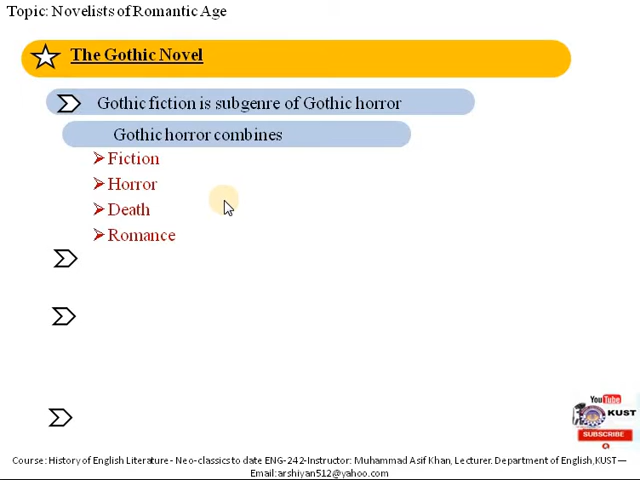 Topic: Novelists of Romantic Age
The Gothic Novel
Gothic fiction is subgenre of Gothic horror
Gothic horror combines
Fiction
Horror
Death
Romance
YouTube
KUST
SUBSCRIBE
Course: History of English Literature - Neo-classics to date ENG-242-Instructor: Muhammad Asif Khan, Lecturer. Department of English,KUST—
Email:arshiyan512@yahoo.com